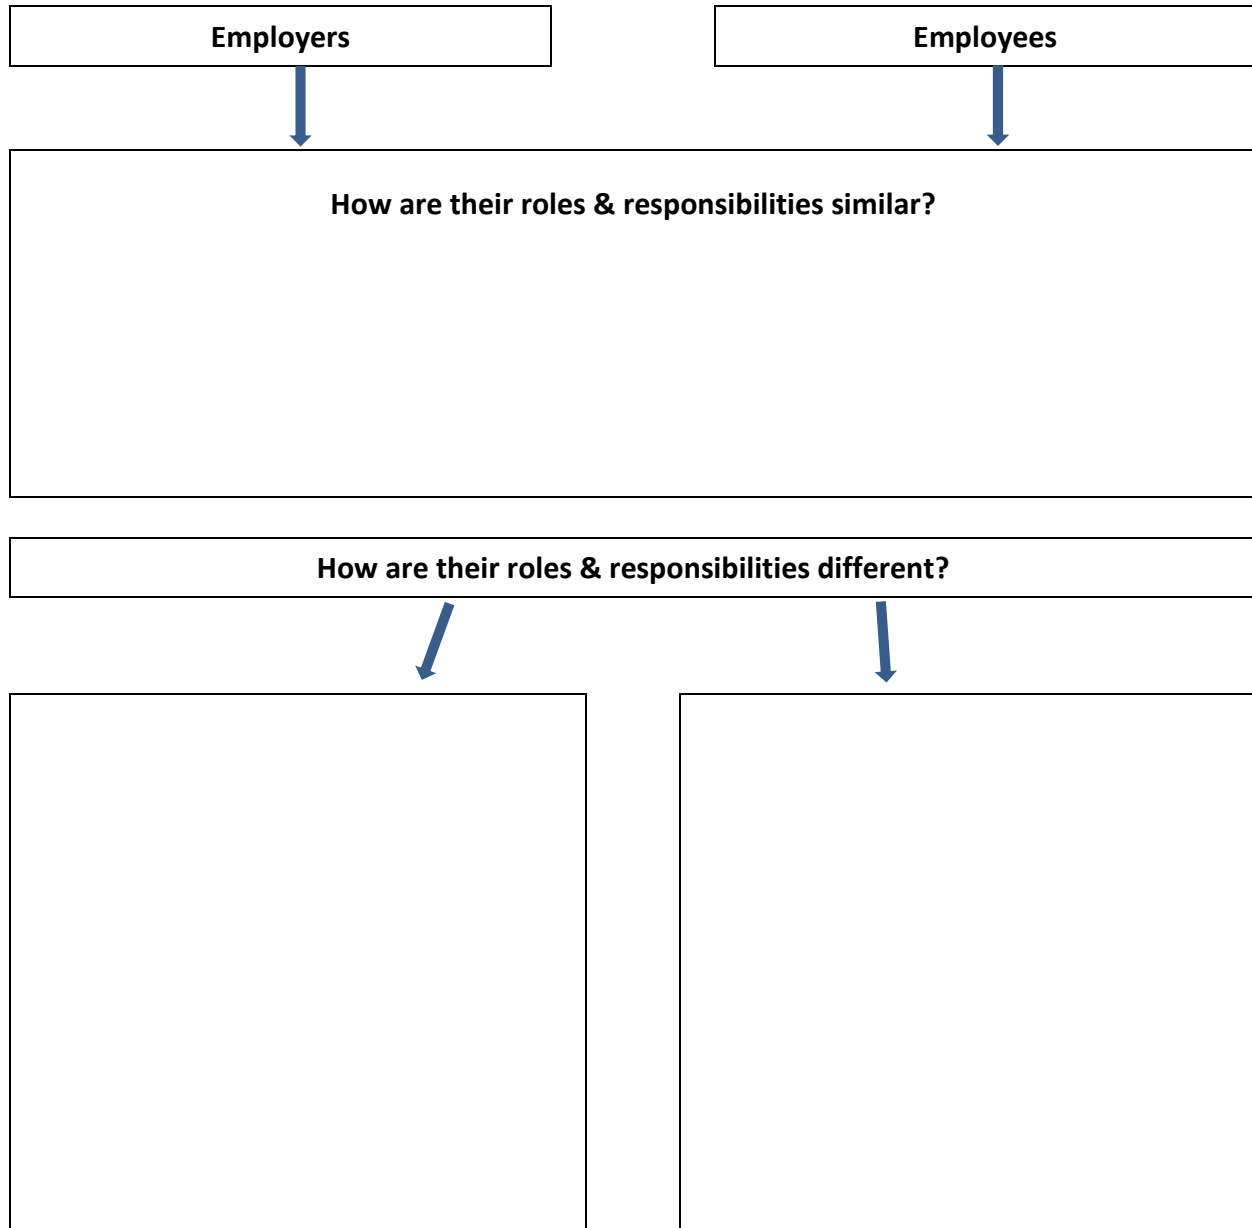 Employers
Employees
How are their roles & responsibilities similar?
How are their roles & responsibilities different?